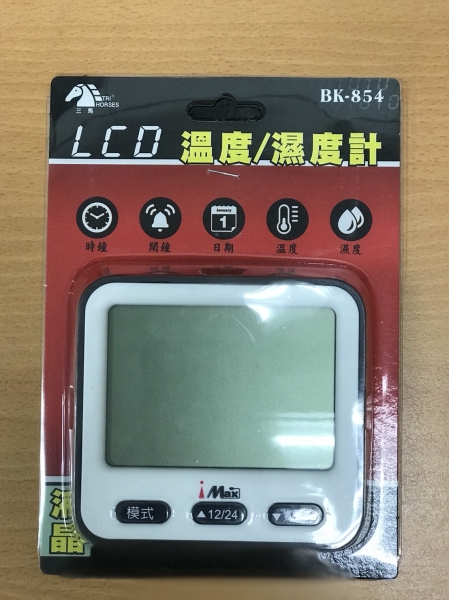 TRI®
HORSES
三馬
BK-854
LCD 溫度/濕度計
時鐘
鬧鐘
January
1
日期
溫度
濕度
iMax
模式
▲12/24
▼
晶